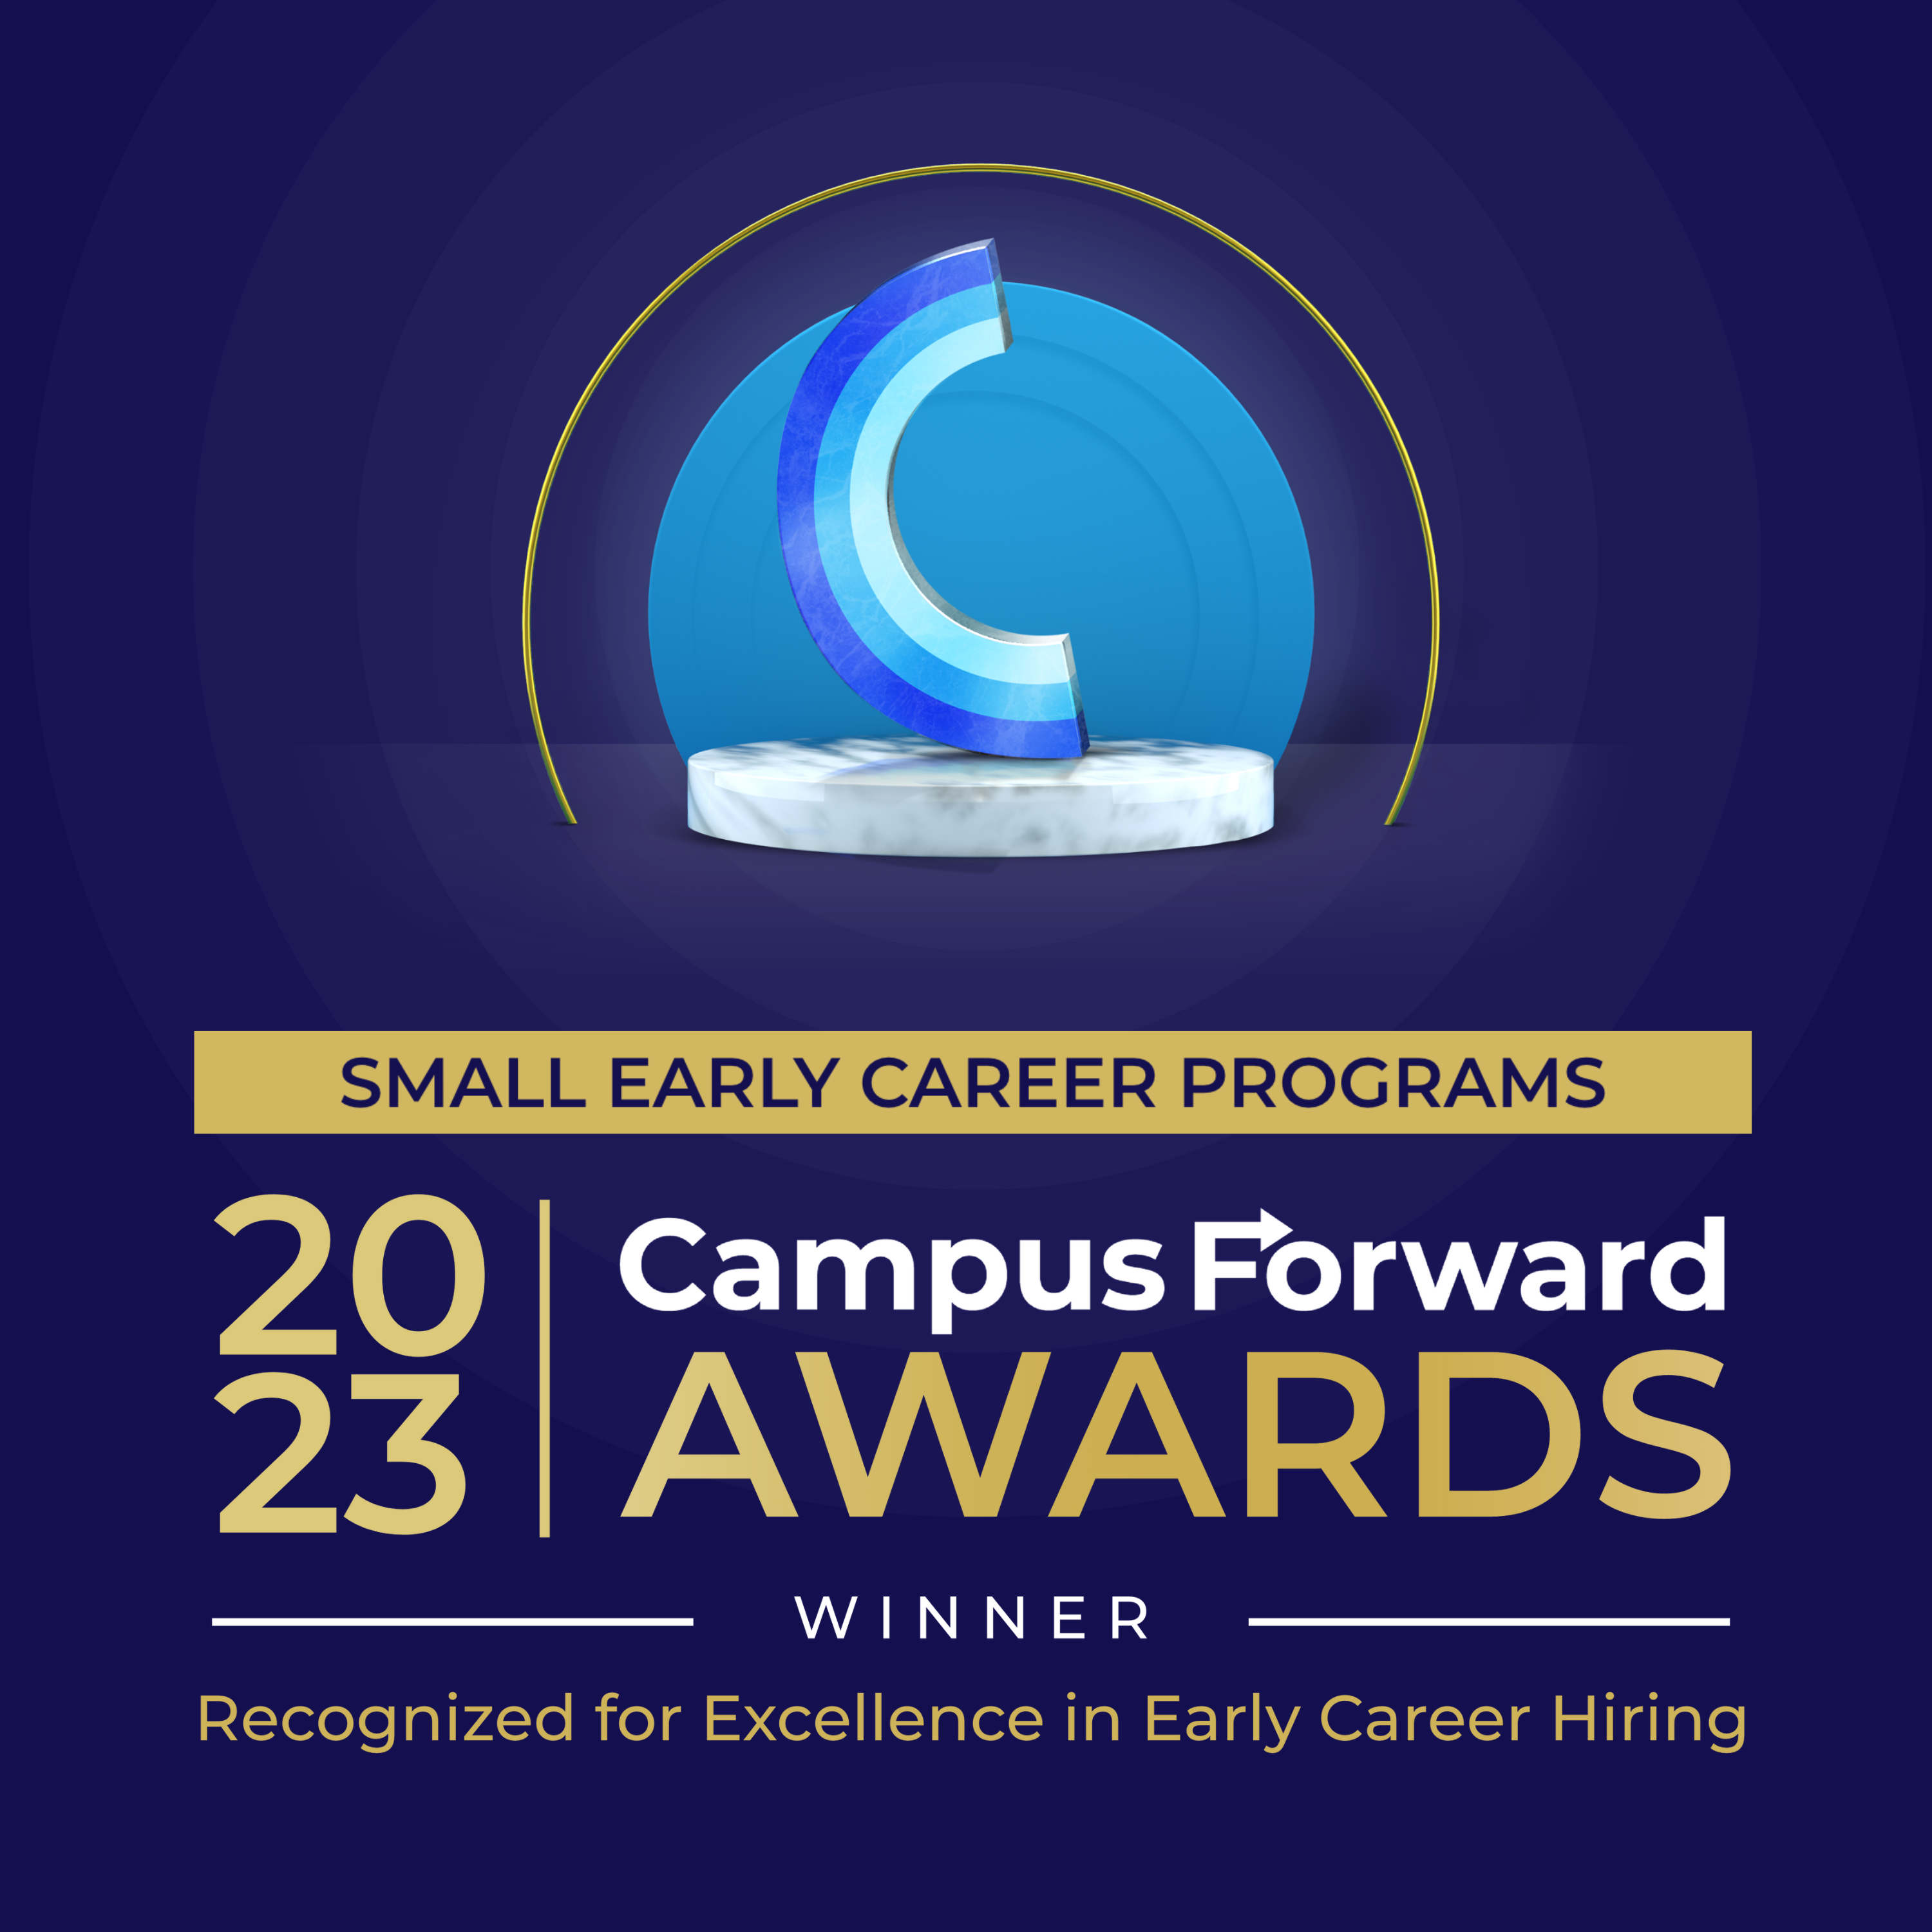 SMALL EARLY CAREER PROGRAMS
20
23
Campus Forward
AWARDS
WINNER
Recognized for Excellence in Early Career Hiring